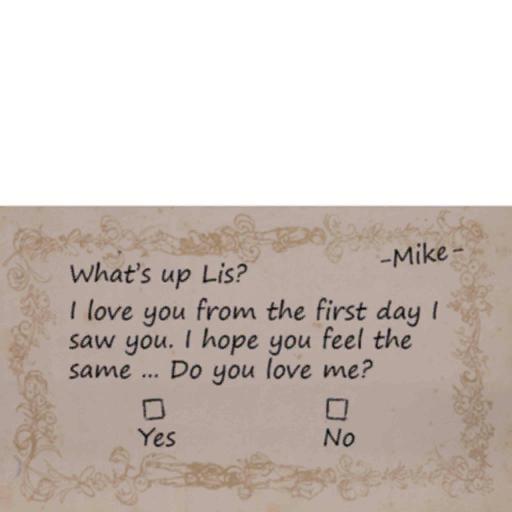 -Mike-
What's up Lis?
I love you from the first day I
saw you. I hope you feel the
same ... Do you love me?
Yes
No